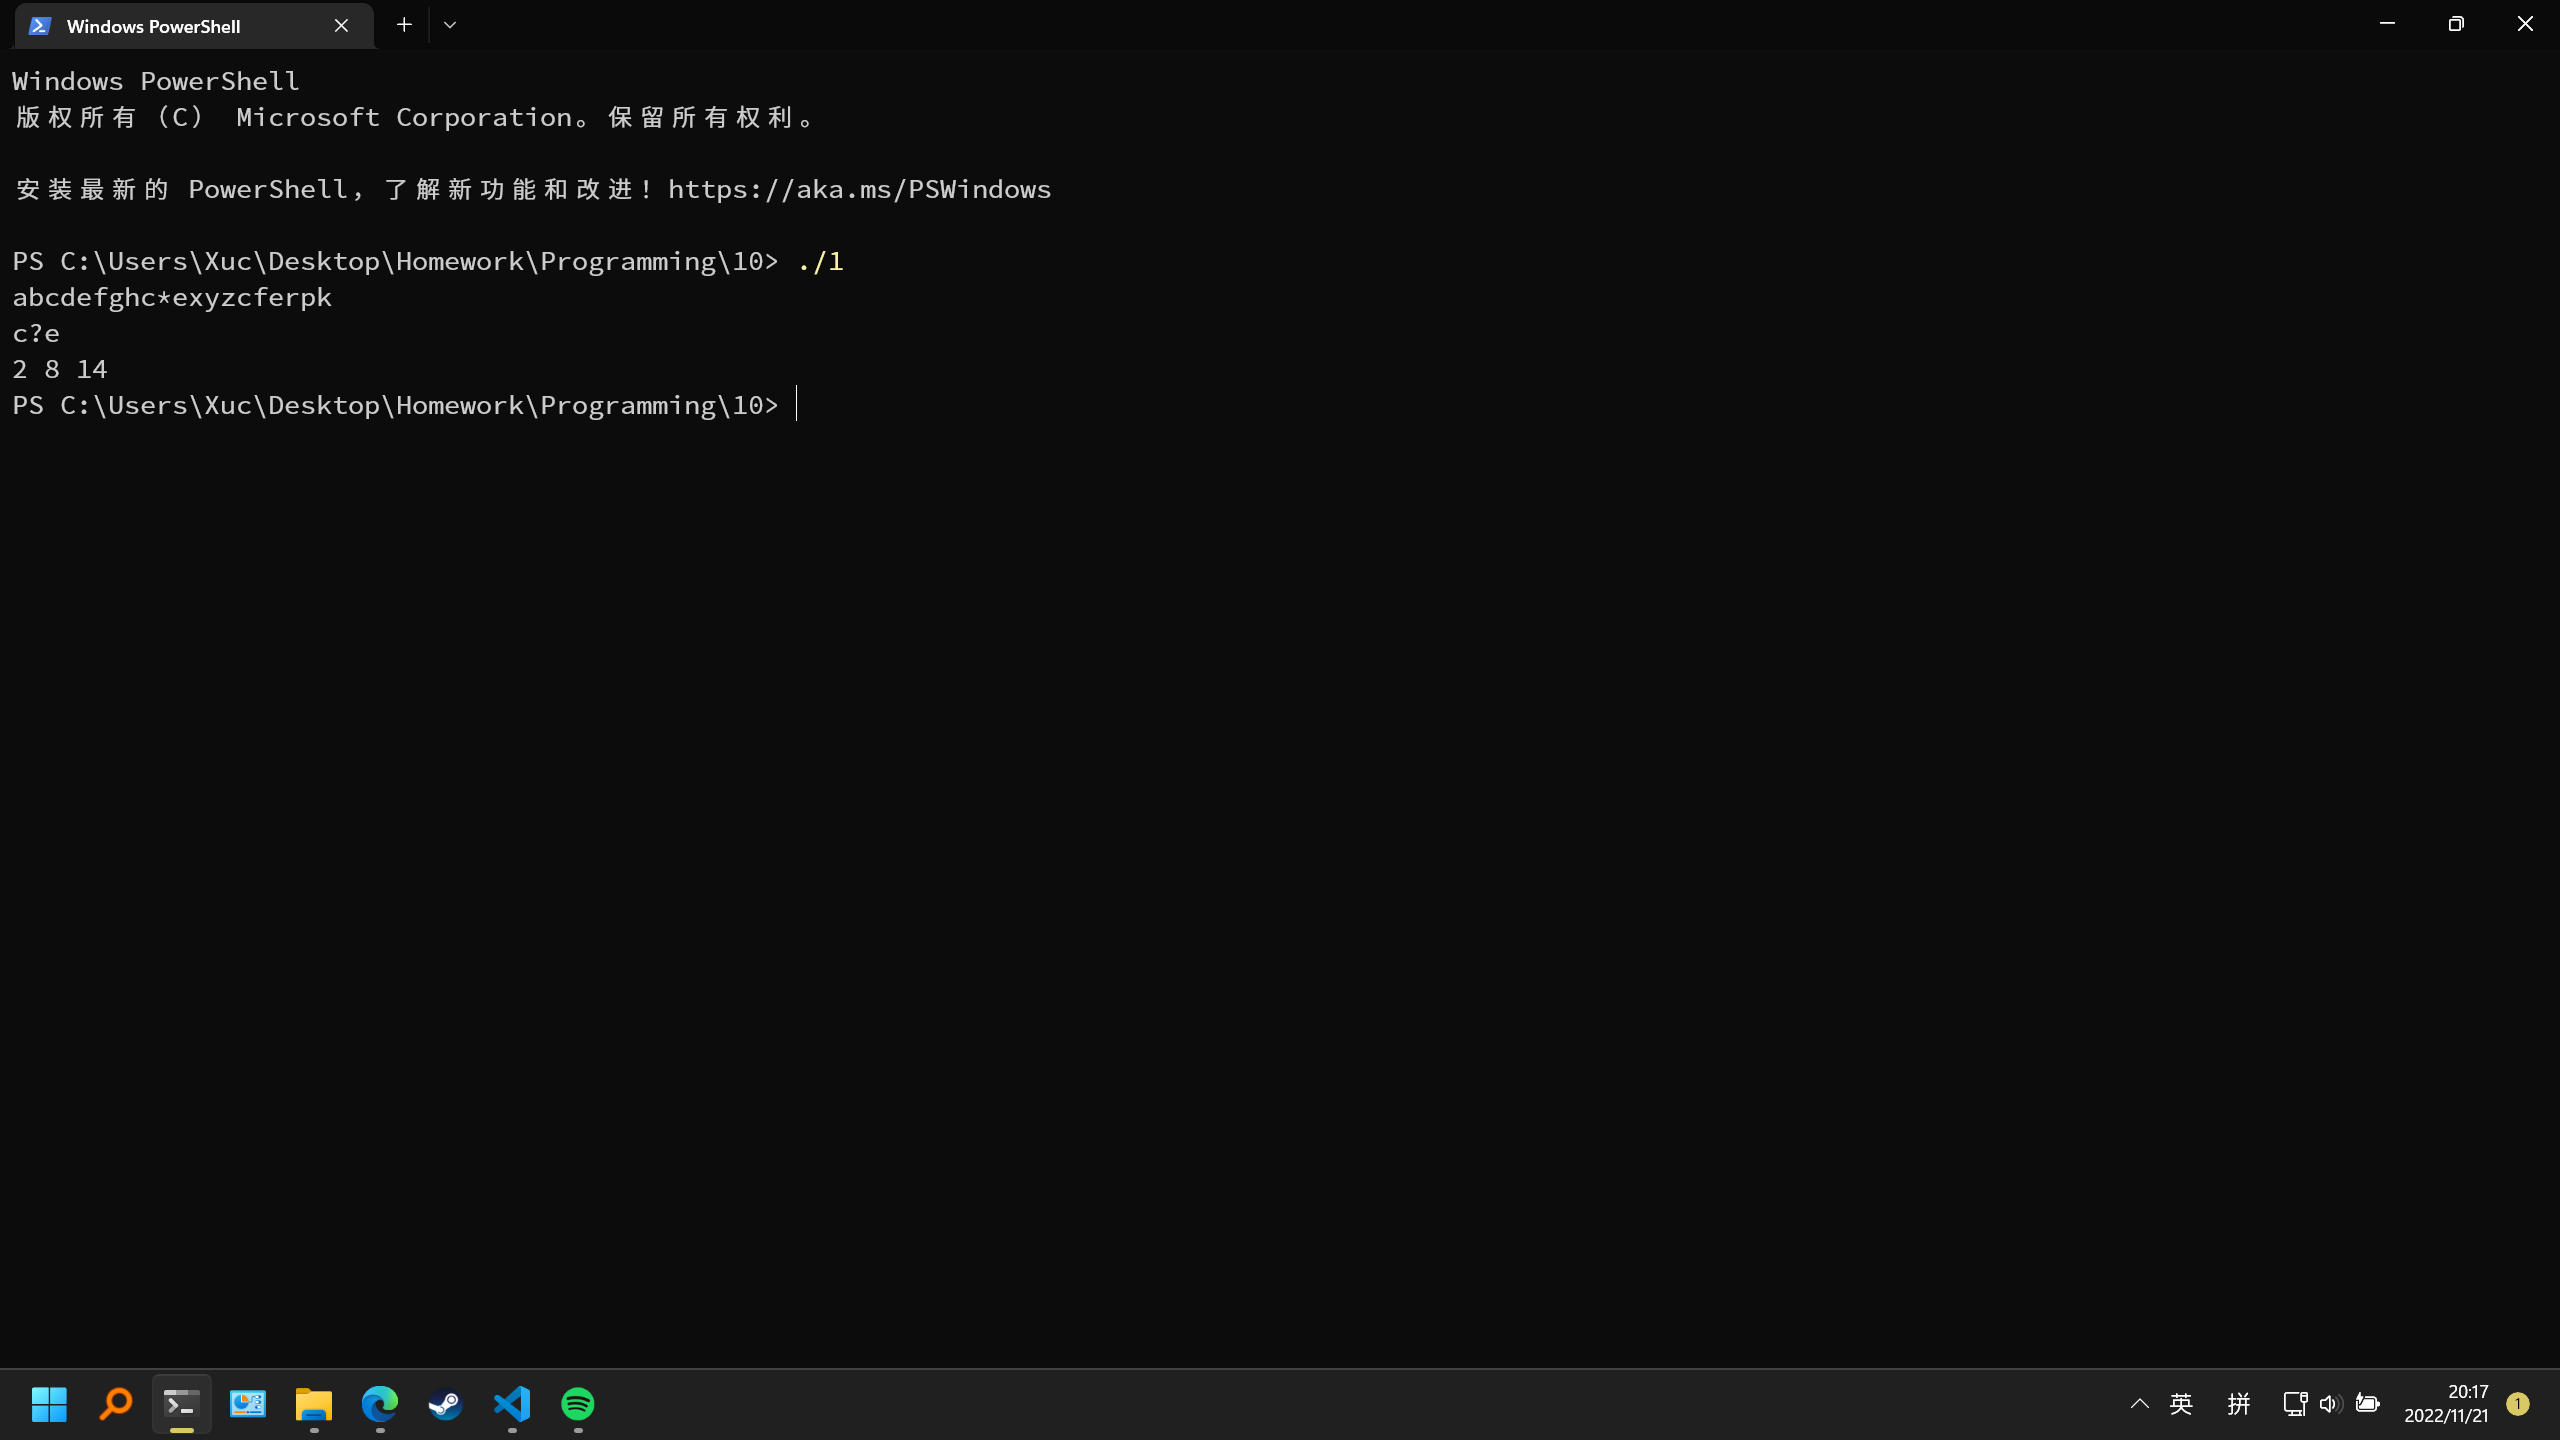 Windows PowerShell
Windows PowerShell
版权所有（C） Microsoft Corporation。保留所有权利。
安装最新的 PowerShell，了解新功能和改进！https://aka.ms/PSWindows
PS C:\Users\Xuc\Desktop\Homework\Programming\10> ./1
abcdefghc*exyzcferpk
c?e
2 8 14
PS C:\Users\Xuc\Desktop\Homework\Programming\10>
英 拼 20:17
2022/11/21 1